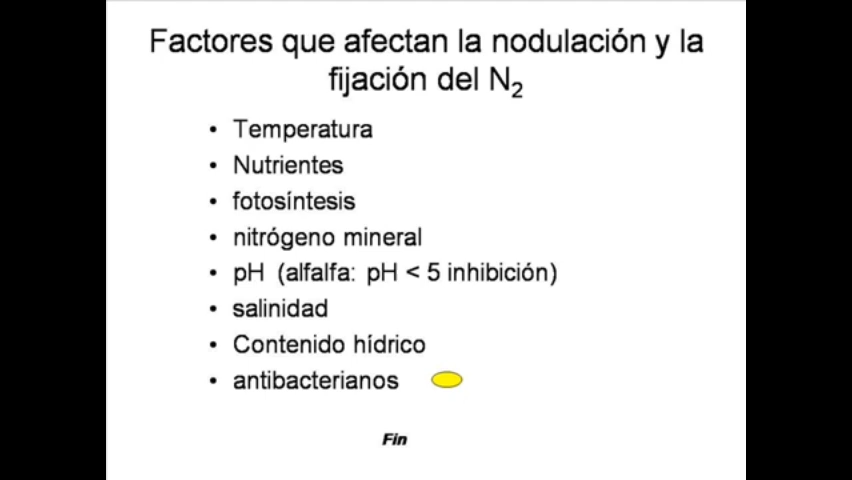 Factores que afectan la nodulación y la
fijación del N₂
• Temperatura
• Nutrientes
• fotosíntesis
• nitrógeno mineral
• pH (alfalfa: pH < 5 inhibición)
• salinidad
• Contenido hídrico
• antibacterianos
Fin